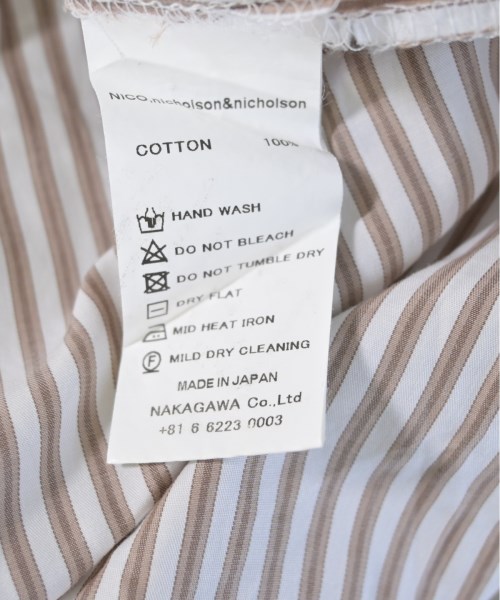 NICO,nicholson&nicholson
COTTON 100%
HAND WASH
DO NOT BLEACH
DO NOT TUMBLE DRY
DRY FLAT
MID HEAT IRON
F MILD DRY CLEANING
MADE IN JAPAN
NAKAGAWA Co.,Ltd
+81 6 6223 0003